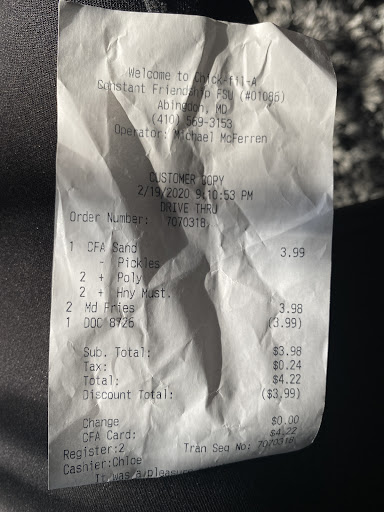 Welcome to Chick-fil-A
Constant Friendship FSU (#01086)
Abingdon, MD
(410) 569-3153
Operator: Michael McFerren
CUSTOMER COPY
2/19/2020 9:10:53 PM
DRIVE THRU
Order Number: 7070318
1 CFA Sand 3.99
- Pickles
2 + Poly
2 + Hny Must.
2 Md Fries 3.98
1 DOC 8726 (3.99)
Sub. Total: $3.98
Tax: $0.24
Total: $4.22
Discount Total: ($3.99)
Change $0.00
CFA Card: $4.22
Register:2 Tran Seq No: 7070318
Cashier:Chloe
It was a pleasure